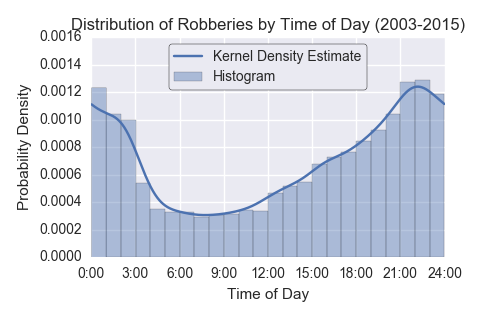 Distribution of Robberies by Time of Day (2003-2015)
Kernel Density Estimate
Histogram
Probability Density
0.0016
0.0014
0.0012
0.0010
0.0008
0.0006
0.0004
0.0002
0.0000
0:00 3:00 6:00 9:00 12:00 15:00 18:00 21:00 24:00
Time of Day